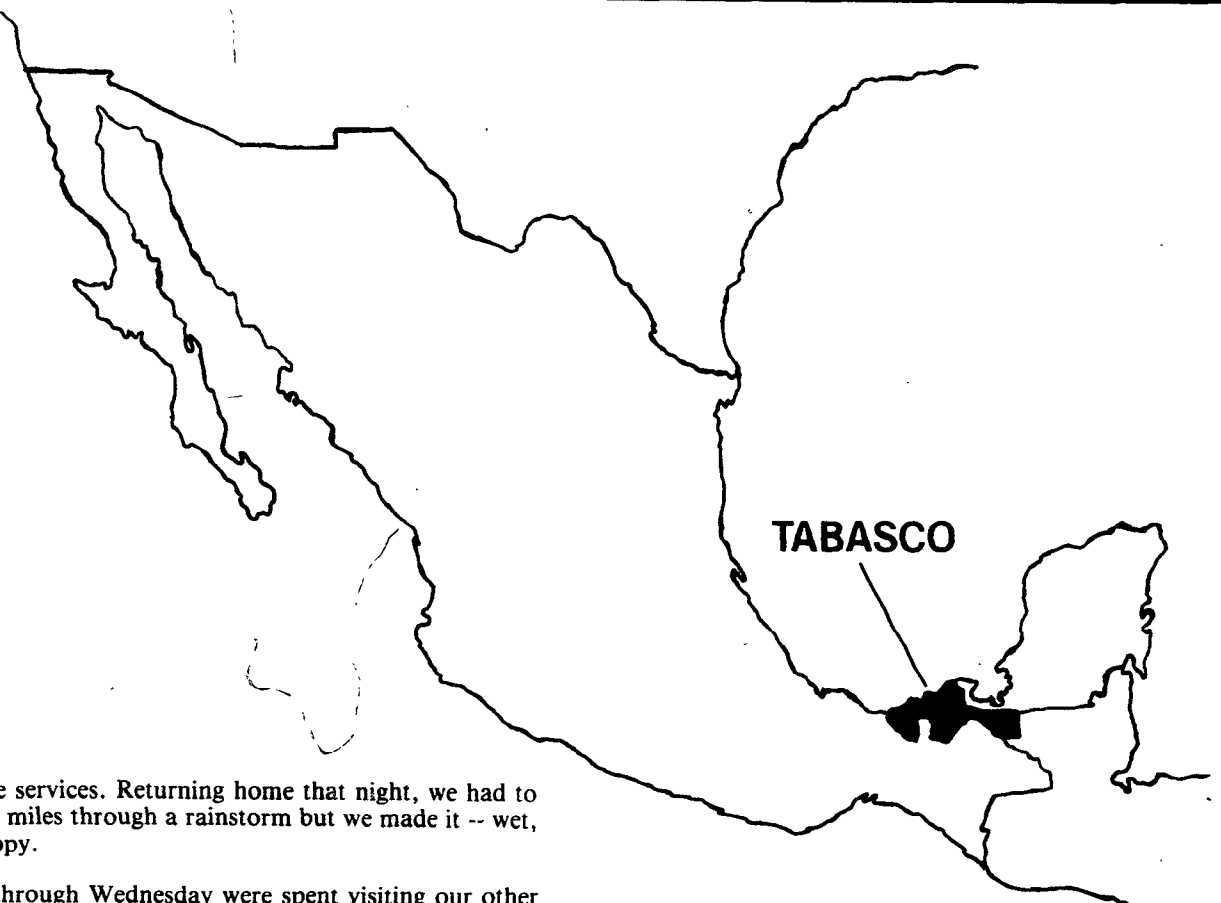 TABASCO
e services. Returning home that night, we had to
miles through a rainstorm but we made it -- wet,
ppy.
hrough Wednesday were spent visiting our other